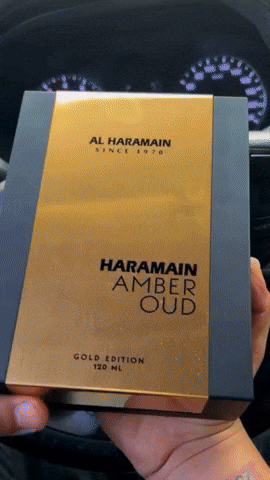 AL HARAMAIN
SINCE 1970
HARAMAIN
AMBER
OUD
GOLD EDITION
120 ML